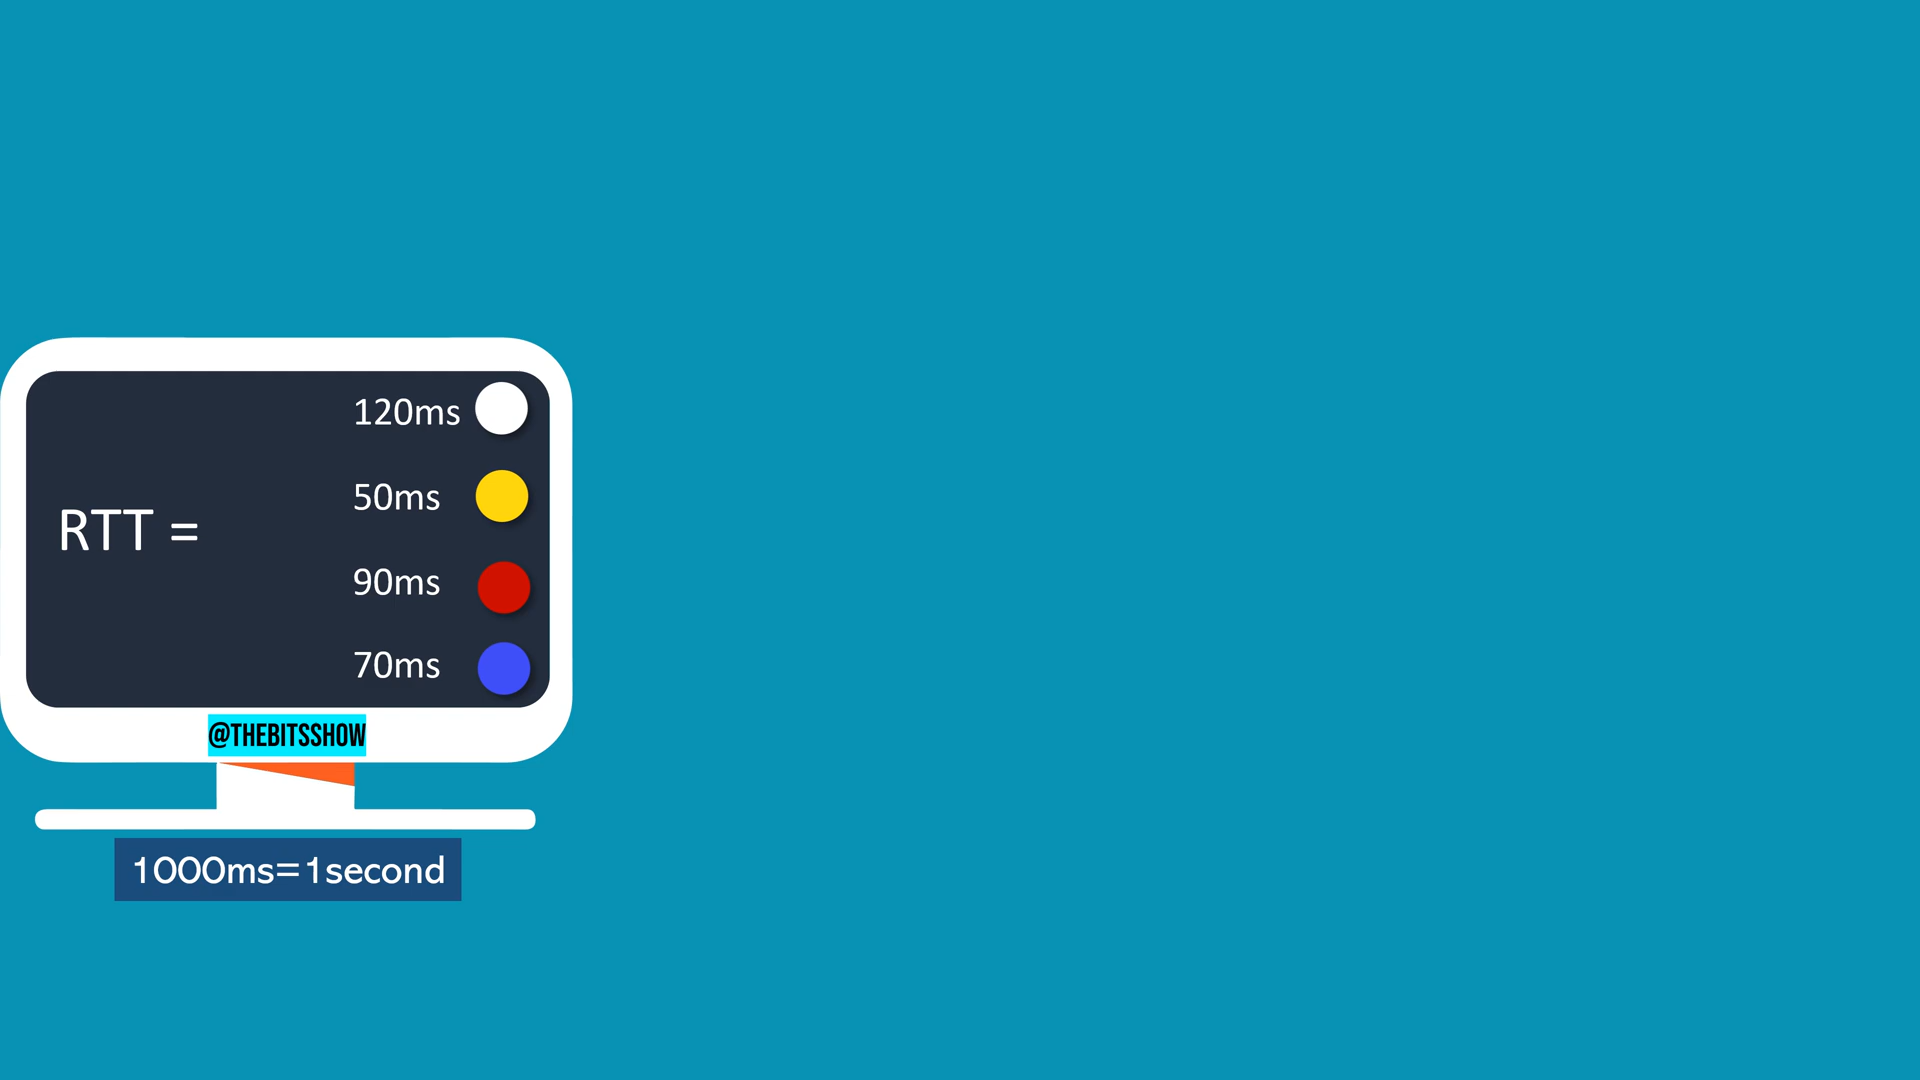 120ms
50ms
RTT =
90ms
70ms
@THEBITSSHOW
1000ms=1second